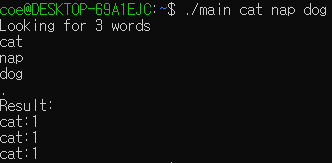 coe@DESKTOP-69A1EJC:~$ ./main cat nap dog
Looking for 3 words
cat
nap
dog
.
Result:
cat:1
cat:1
cat:1